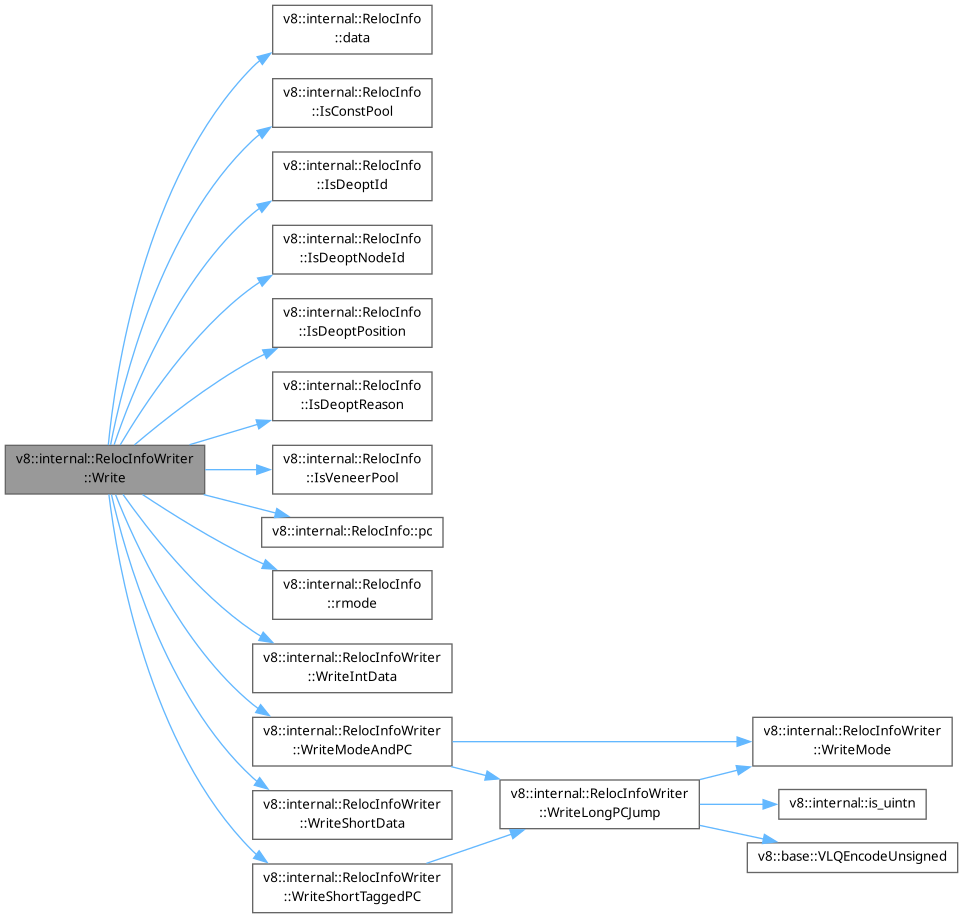 v8::internal::RelocInfo
::data
v8::internal::RelocInfo
::IsConstPool
v8::internal::RelocInfo
::IsDeoptId
v8::internal::RelocInfo
::IsDeoptNodeId
v8::internal::RelocInfo
::IsDeoptPosition
v8::internal::RelocInfo
::IsDeoptReason
v8::internal::RelocInfoWriter
::Write
v8::internal::RelocInfo
::IsVeneerPool
v8::internal::RelocInfo::pc
v8::internal::RelocInfo
::rmode
v8::internal::RelocInfoWriter
::WriteIntData
v8::internal::RelocInfoWriter
::WriteModeAndPC
v8::internal::RelocInfoWriter
::WriteMode
v8::internal::RelocInfoWriter
::WriteShortData
v8::internal::RelocInfoWriter
::WriteLongPCJump
v8::internal::is_uintn
v8::base::VLQEncodeUnsigned
v8::internal::RelocInfoWriter
::WriteShortTaggedPC